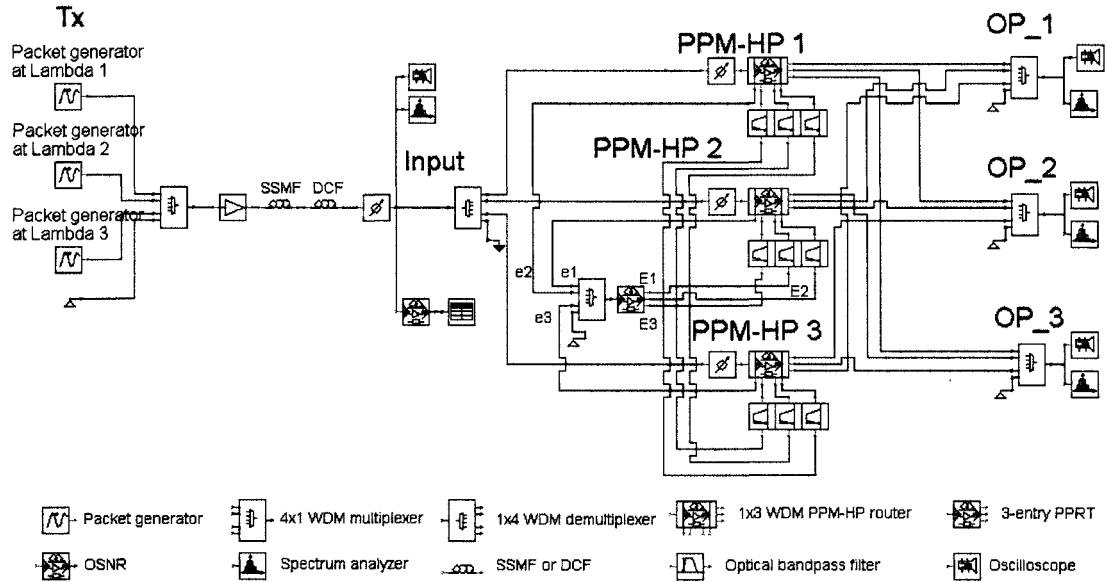 Tx
Packet generator
at Lambda 1
Packet generator
at Lambda 2
Packet generator
at Lambda 3
SSMF
DCF
Input
PPM-HP 1
PPM-HP 2
PPM-HP 3
e2
e1
e3
E1
E2
E3
OP_1
OP_2
OP_3
Packet generator
4x1 WDM multiplexer
1x4 WDM demultiplexer
1x3 WDM PPM-HP router
3-entry PPRT
OSNR
Spectrum analyzer
SSMF or DCF
Optical bandpass filter
Oscilloscope